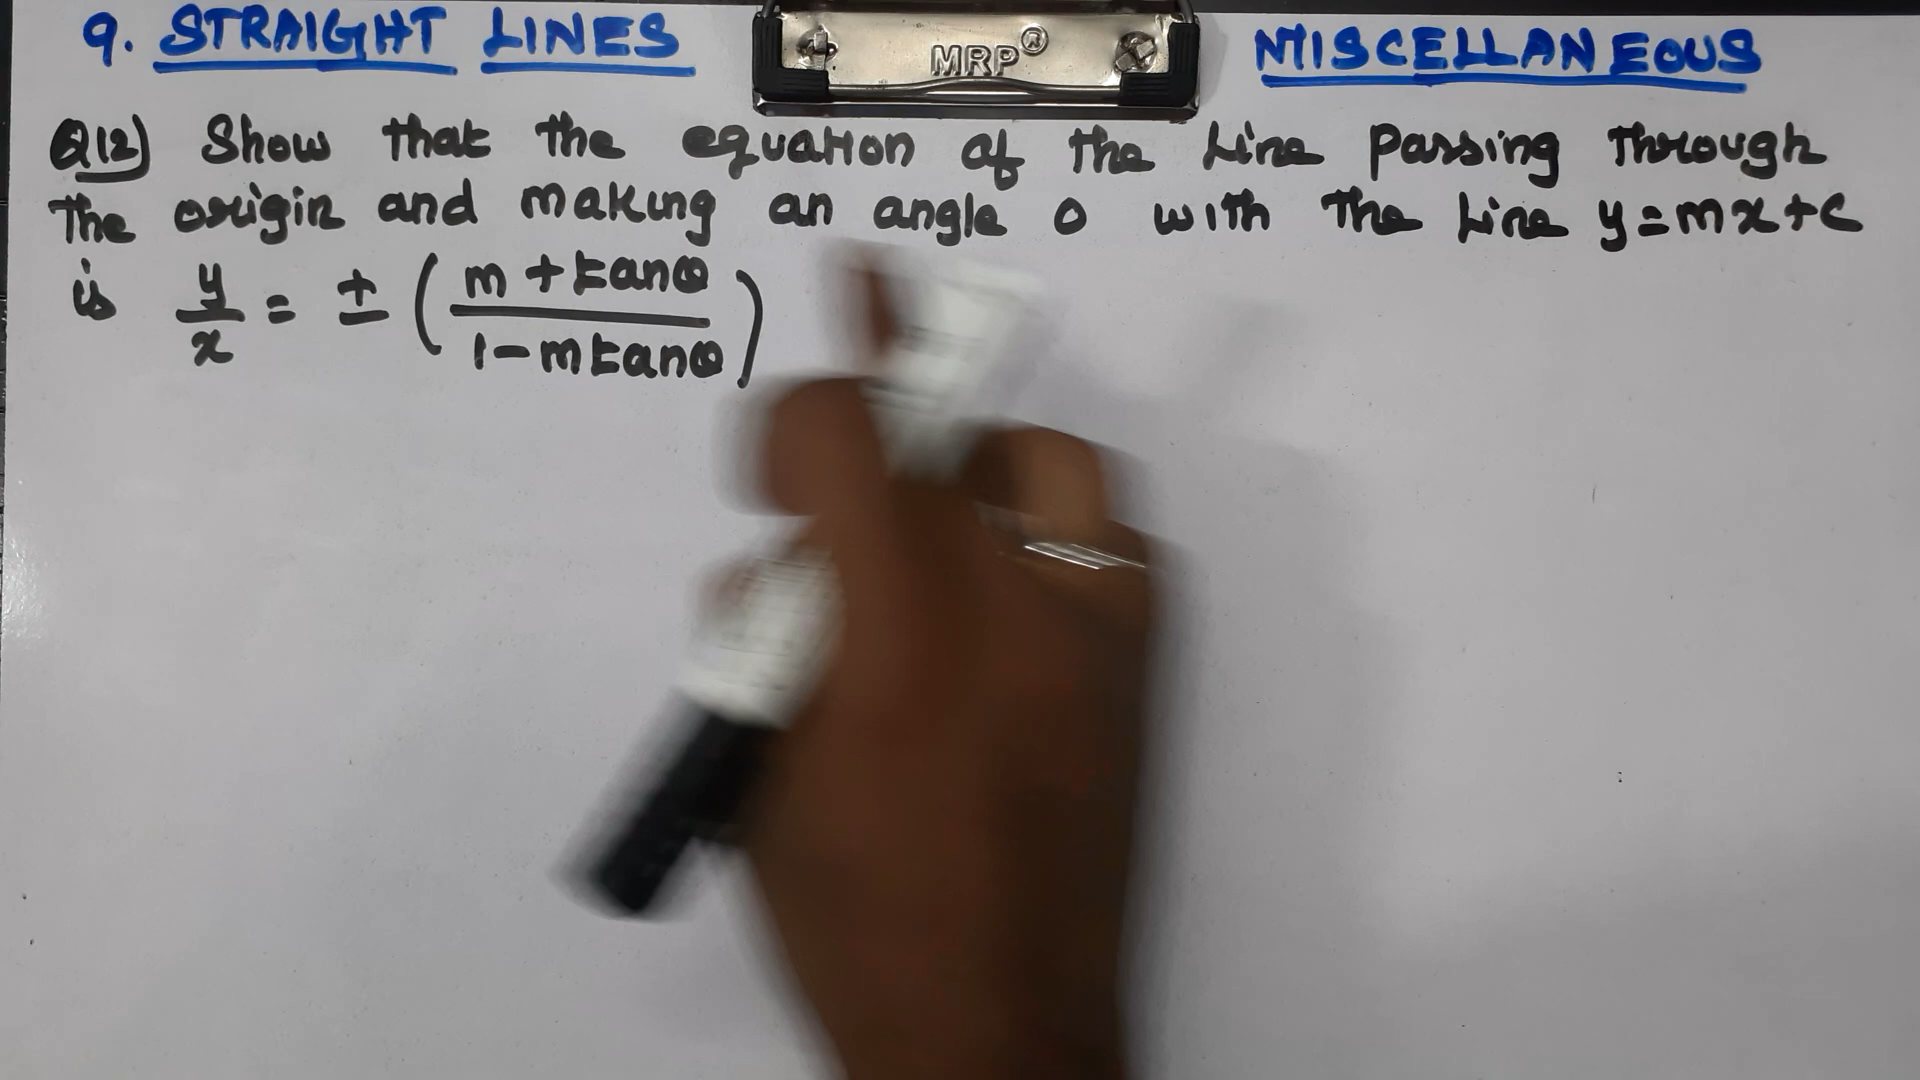 9. STRAIGHT LINES
MRP®
MISCELLANEOUS
Q12) Show that the equation of the Line passing through
the origin and making an angle θ with the Line y=mx+c
is y/x = ± (m + tanθ / 1 - m tanθ)